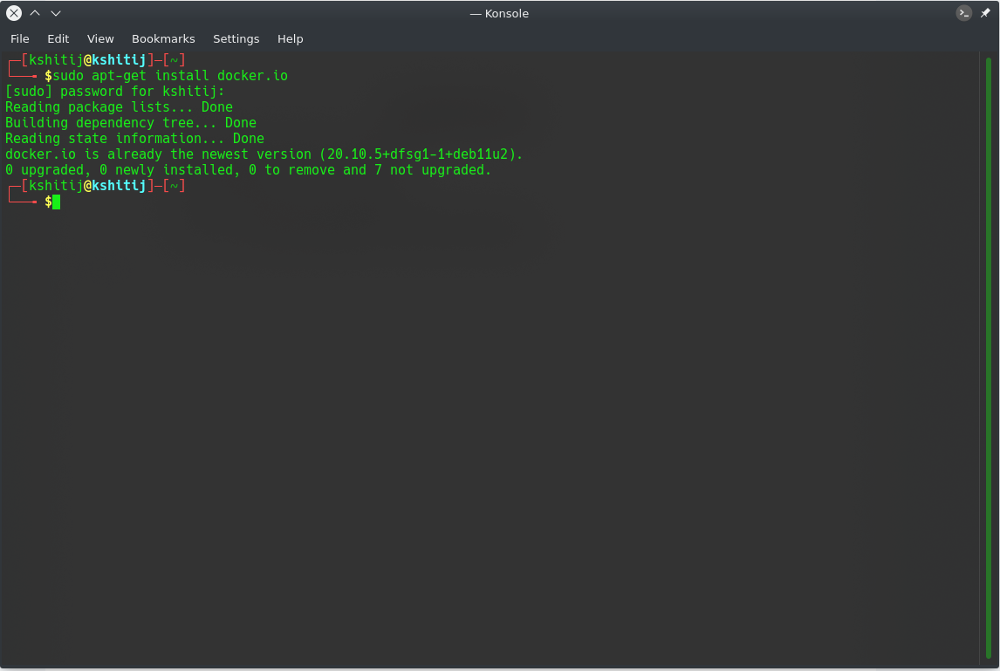 — Konsole
File Edit View Bookmarks Settings Help
┌─[kshitij@kshitij]─[~]
└──╼ $sudo apt-get install docker.io
[sudo] password for kshitij:
Reading package lists... Done
Building dependency tree... Done
Reading state information... Done
docker.io is already the newest version (20.10.5+dfsg1-1+deb11u2).
0 upgraded, 0 newly installed, 0 to remove and 7 not upgraded.
┌─[kshitij@kshitij]─[~]
└──╼ $